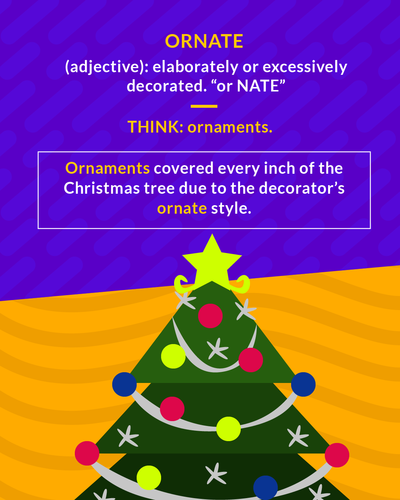 ORNATE
(adjective): elaborately or excessively
decorated. “or NATE”
THINK: ornaments.
Ornaments covered every inch of the
Christmas tree due to the decorator’s
ornate style.